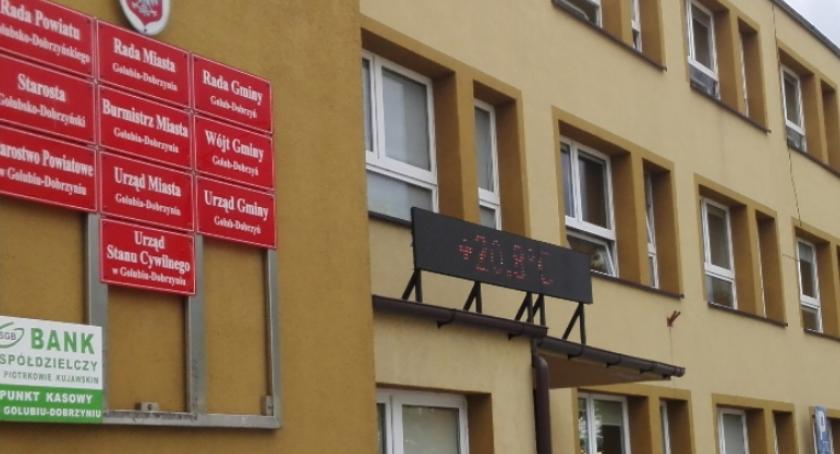 Rada Powiatu
Golubsko-Dobrzyńskiego
Starosta
Golubsko-Dobrzyński
Starostwo Powiatowe
w Golubiu-Dobrzyniu
Rada Miasta
Golubia-Dobrzynia
Burmistrz Miasta
Golubia-Dobrzynia
Urząd Miasta
Golubia-Dobrzynia
Urząd
Stanu Cywilnego
w Golubiu-Dobrzyniu
Rada Gminy
Golub-Dobrzyń
Wójt Gminy
Golub-Dobrzyń
Urząd Gminy
Golub-Dobrzyń
SGB BANK
SPÓŁDZIELCZY
PIOTRKOWIE KUJAWSKIM
PUNKT KASOWY
GOLUBIU-DOBRZYNIU
+20,8°C